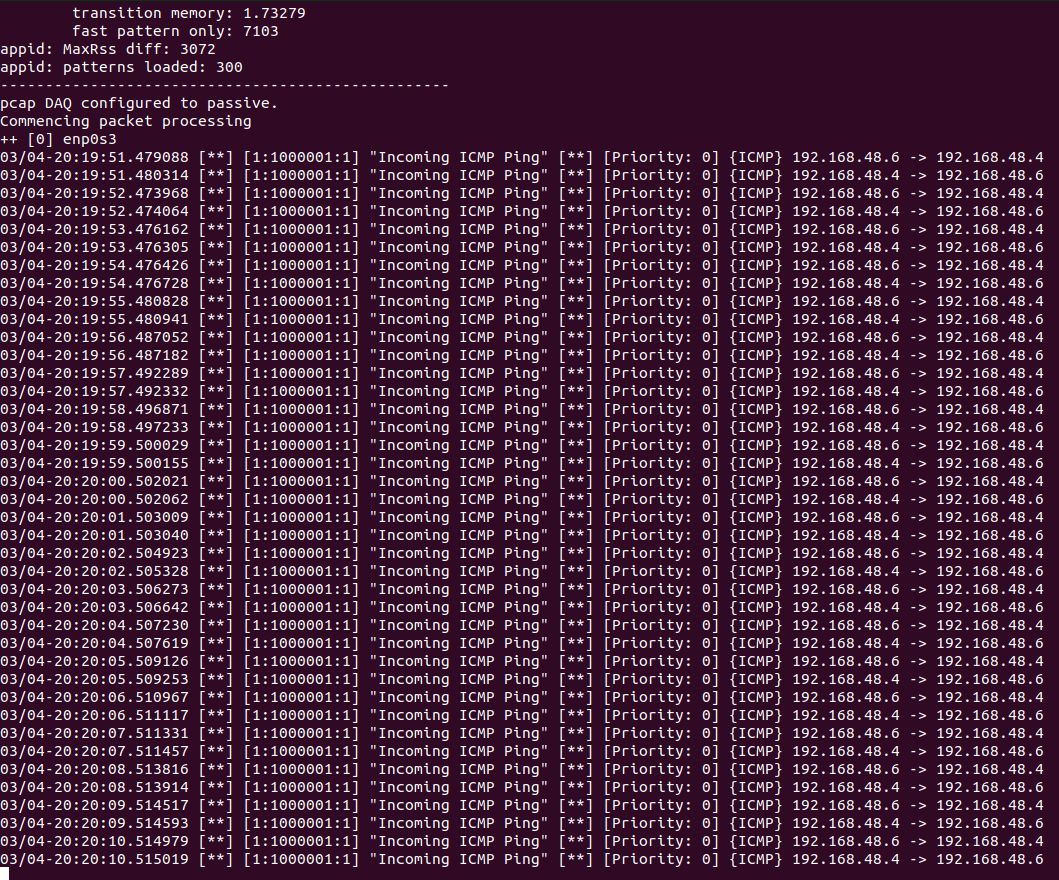 transition memory: 1.73279
fast pattern only: 7103
appid: MaxRss diff: 3072
appid: patterns loaded: 300
--------------------------------------------------
pcap DAQ configured to passive.
Commencing packet processing
++ [0] enp0s3
03/04-20:19:51.479088 [**] [1:1000001:1] "Incoming ICMP Ping" [**] [Priority: 0] {ICMP} 192.168.48.6 -> 192.168.48.4
03/04-20:19:51.480314 [**] [1:1000001:1] "Incoming ICMP Ping" [**] [Priority: 0] {ICMP} 192.168.48.4 -> 192.168.48.6
03/04-20:19:52.473968 [**] [1:1000001:1] "Incoming ICMP Ping" [**] [Priority: 0] {ICMP} 192.168.48.6 -> 192.168.48.4
03/04-20:19:52.474064 [**] [1:1000001:1] "Incoming ICMP Ping" [**] [Priority: 0] {ICMP} 192.168.48.4 -> 192.168.48.6
03/04-20:19:53.476162 [**] [1:1000001:1] "Incoming ICMP Ping" [**] [Priority: 0] {ICMP} 192.168.48.6 -> 192.168.48.4
03/04-20:19:53.476305 [**] [1:1000001:1] "Incoming ICMP Ping" [**] [Priority: 0] {ICMP} 192.168.48.4 -> 192.168.48.6
03/04-20:19:54.476426 [**] [1:1000001:1] "Incoming ICMP Ping" [**] [Priority: 0] {ICMP} 192.168.48.6 -> 192.168.48.4
03/04-20:19:54.476728 [**] [1:1000001:1] "Incoming ICMP Ping" [**] [Priority: 0] {ICMP} 192.168.48.4 -> 192.168.48.6
03/04-20:19:55.480828 [**] [1:1000001:1] "Incoming ICMP Ping" [**] [Priority: 0] {ICMP} 192.168.48.6 -> 192.168.48.4
03/04-20:19:55.480941 [**] [1:1000001:1] "Incoming ICMP Ping" [**] [Priority: 0] {ICMP} 192.168.48.4 -> 192.168.48.6
03/04-20:19:56.487052 [**] [1:1000001:1] "Incoming ICMP Ping" [**] [Priority: 0] {ICMP} 192.168.48.6 -> 192.168.48.4
03/04-20:19:56.487182 [**] [1:1000001:1] "Incoming ICMP Ping" [**] [Priority: 0] {ICMP} 192.168.48.4 -> 192.168.48.6
03/04-20:19:57.492289 [**] [1:1000001:1] "Incoming ICMP Ping" [**] [Priority: 0] {ICMP} 192.168.48.6 -> 192.168.48.4
03/04-20:19:57.492332 [**] [1:1000001:1] "Incoming ICMP Ping" [**] [Priority: 0] {ICMP} 192.168.48.4 -> 192.168.48.6
03/04-20:19:58.496871 [**] [1:1000001:1] "Incoming ICMP Ping" [**] [Priority: 0] {ICMP} 192.168.48.6 -> 192.168.48.4
03/04-20:19:58.497233 [**] [1:1000001:1] "Incoming ICMP Ping" [**] [Priority: 0] {ICMP} 192.168.48.4 -> 192.168.48.6
03/04-20:19:59.500029 [**] [1:1000001:1] "Incoming ICMP Ping" [**] [Priority: 0] {ICMP} 192.168.48.6 -> 192.168.48.4
03/04-20:19:59.500155 [**] [1:1000001:1] "Incoming ICMP Ping" [**] [Priority: 0] {ICMP} 192.168.48.4 -> 192.168.48.6
03/04-20:20:00.502021 [**] [1:1000001:1] "Incoming ICMP Ping" [**] [Priority: 0] {ICMP} 192.168.48.6 -> 192.168.48.4
03/04-20:20:00.502062 [**] [1:1000001:1] "Incoming ICMP Ping" [**] [Priority: 0] {ICMP} 192.168.48.4 -> 192.168.48.6
03/04-20:20:01.503009 [**] [1:1000001:1] "Incoming ICMP Ping" [**] [Priority: 0] {ICMP} 192.168.48.6 -> 192.168.48.4
03/04-20:20:01.503040 [**] [1:1000001:1] "Incoming ICMP Ping" [**] [Priority: 0] {ICMP} 192.168.48.4 -> 192.168.48.6
03/04-20:20:02.504923 [**] [1:1000001:1] "Incoming ICMP Ping" [**] [Priority: 0] {ICMP} 192.168.48.6 -> 192.168.48.4
03/04-20:20:02.505328 [**] [1:1000001:1] "Incoming ICMP Ping" [**] [Priority: 0] {ICMP} 192.168.48.4 -> 192.168.48.6
03/04-20:20:03.506273 [**] [1:1000001:1] "Incoming ICMP Ping" [**] [Priority: 0] {ICMP} 192.168.48.6 -> 192.168.48.4
03/04-20:20:03.506642 [**] [1:1000001:1] "Incoming ICMP Ping" [**] [Priority: 0] {ICMP} 192.168.48.4 -> 192.168.48.6
03/04-20:20:04.507230 [**] [1:1000001:1] "Incoming ICMP Ping" [**] [Priority: 0] {ICMP} 192.168.48.6 -> 192.168.48.4
03/04-20:20:04.507619 [**] [1:1000001:1] "Incoming ICMP Ping" [**] [Priority: 0] {ICMP} 192.168.48.4 -> 192.168.48.6
03/04-20:20:05.509126 [**] [1:1000001:1] "Incoming ICMP Ping" [**] [Priority: 0] {ICMP} 192.168.48.6 -> 192.168.48.4
03/04-20:20:05.509253 [**] [1:1000001:1] "Incoming ICMP Ping" [**] [Priority: 0] {ICMP} 192.168.48.4 -> 192.168.48.6
03/04-20:20:06.510967 [**] [1:1000001:1] "Incoming ICMP Ping" [**] [Priority: 0] {ICMP} 192.168.48.6 -> 192.168.48.4
03/04-20:20:06.511117 [**] [1:1000001:1] "Incoming ICMP Ping" [**] [Priority: 0] {ICMP} 192.168.48.4 -> 192.168.48.6
03/04-20:20:07.511331 [**] [1:1000001:1] "Incoming ICMP Ping" [**] [Priority: 0] {ICMP} 192.168.48.6 -> 192.168.48.4
03/04-20:20:07.511457 [**] [1:1000001:1] "Incoming ICMP Ping" [**] [Priority: 0] {ICMP} 192.168.48.4 -> 192.168.48.6
03/04-20:20:08.513816 [**] [1:1000001:1] "Incoming ICMP Ping" [**] [Priority: 0] {ICMP} 192.168.48.6 -> 192.168.48.4
03/04-20:20:08.513914 [**] [1:1000001:1] "Incoming ICMP Ping" [**] [Priority: 0] {ICMP} 192.168.48.4 -> 192.168.48.6
03/04-20:20:09.514517 [**] [1:1000001:1] "Incoming ICMP Ping" [**] [Priority: 0] {ICMP} 192.168.48.6 -> 192.168.48.4
03/04-20:20:09.514593 [**] [1:1000001:1] "Incoming ICMP Ping" [**] [Priority: 0] {ICMP} 192.168.48.4 -> 192.168.48.6
03/04-20:20:10.514979 [**] [1:1000001:1] "Incoming ICMP Ping" [**] [Priority: 0] {ICMP} 192.168.48.6 -> 192.168.48.4
03/04-20:20:10.515019 [**] [1:1000001:1] "Incoming ICMP Ping" [**] [Priority: 0] {ICMP} 192.168.48.4 -> 192.168.48.6